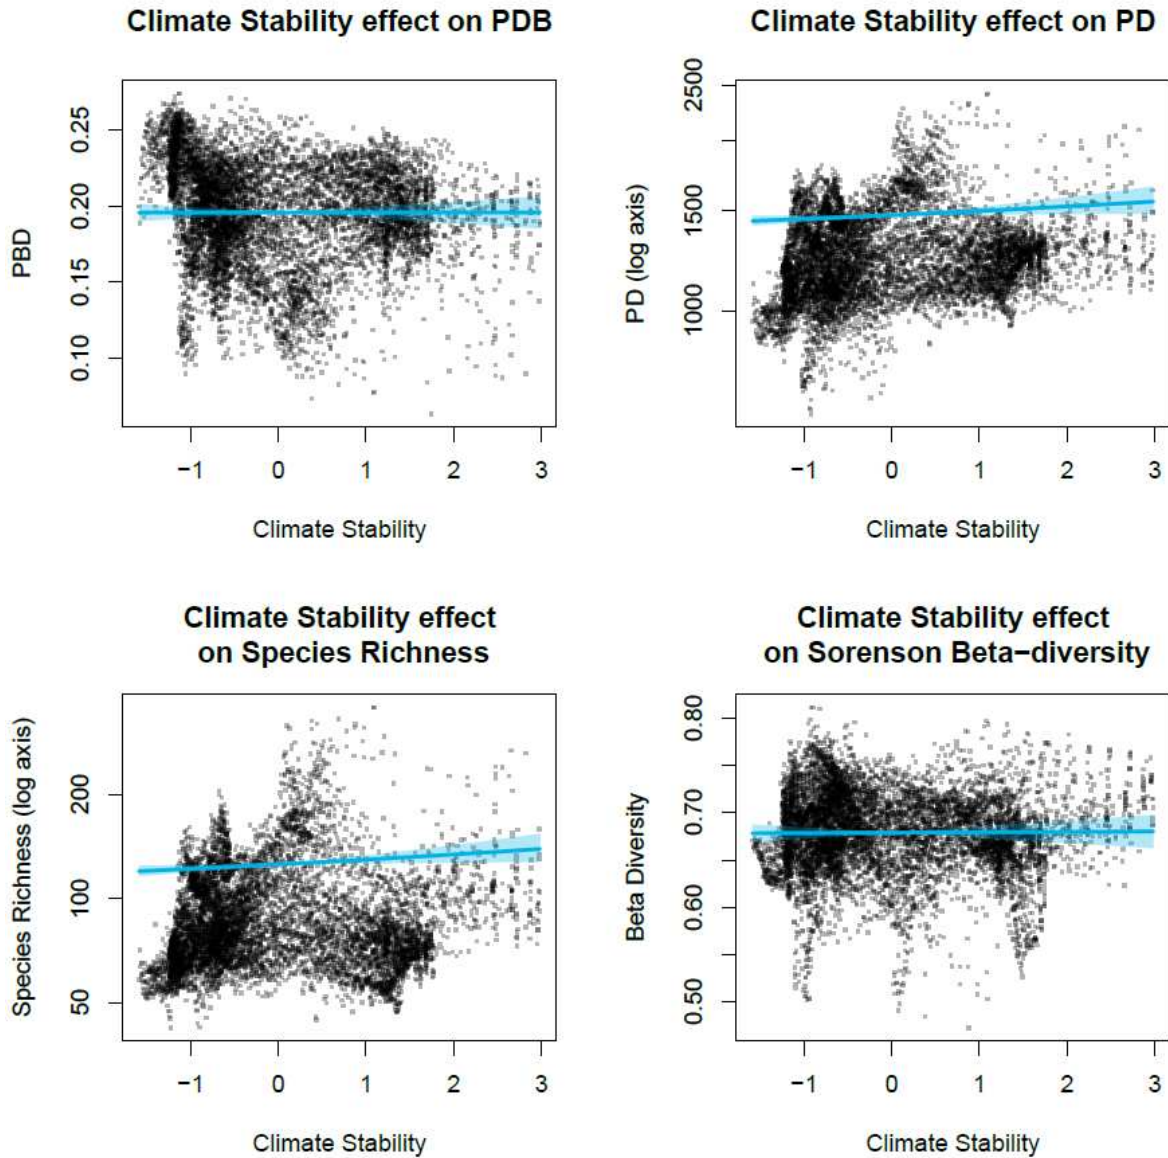 Climate Stability effect on PDB
PBD
0.25
0.20
0.15
0.10
−1 0 1 2 3
Climate Stability
Climate Stability effect on PD
PD (log axis)
2500
1500
1000
−1 0 1 2 3
Climate Stability
Climate Stability effect
on Species Richness
Species Richness (log axis)
200
100
50
−1 0 1 2 3
Climate Stability
Climate Stability effect
on Sorenson Beta−diversity
Beta Diversity
0.80
0.70
0.60
0.50
−1 0 1 2 3
Climate Stability